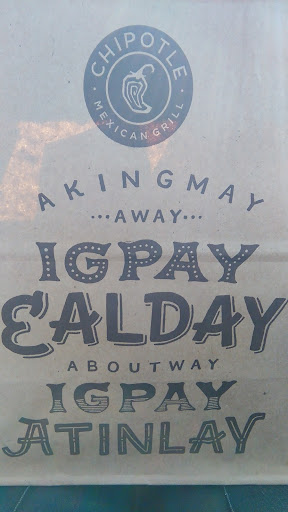 CHIPOTLE
MEXICAN GRILL
AKINGMAY
...AWAY...
IGPAY
EALDAY
ABOUTWAY
IGPAY
ATINLAY